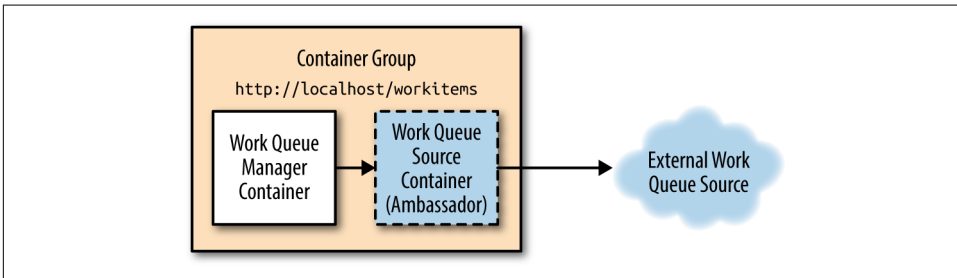 Container Group
http://localhost/workitems
Work Queue
Manager
Container
Work Queue
Source
Container
(Ambassador)
External Work
Queue Source